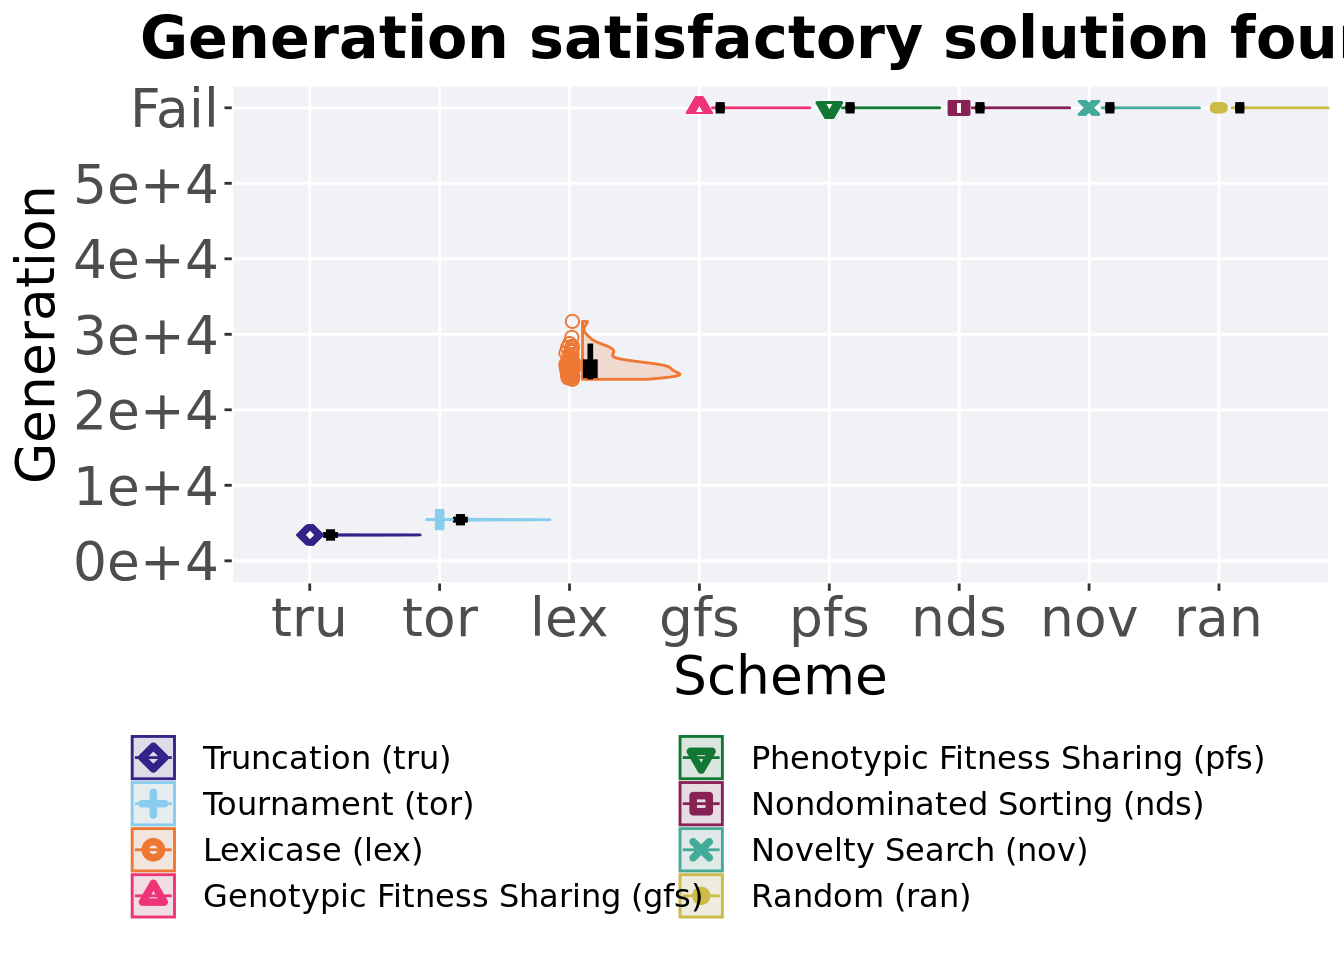 Generation satisfactory solution four
Fail
5e+4
4e+4
3e+4
2e+4
1e+4
0e+4
Generation
tru tor lex gfs pfs nds nov ran
Scheme
Truncation (tru)
Tournament (tor)
Lexicase (lex)
Genotypic Fitness Sharing (gfs)
Phenotypic Fitness Sharing (pfs)
Nondominated Sorting (nds)
Novelty Search (nov)
Random (ran)